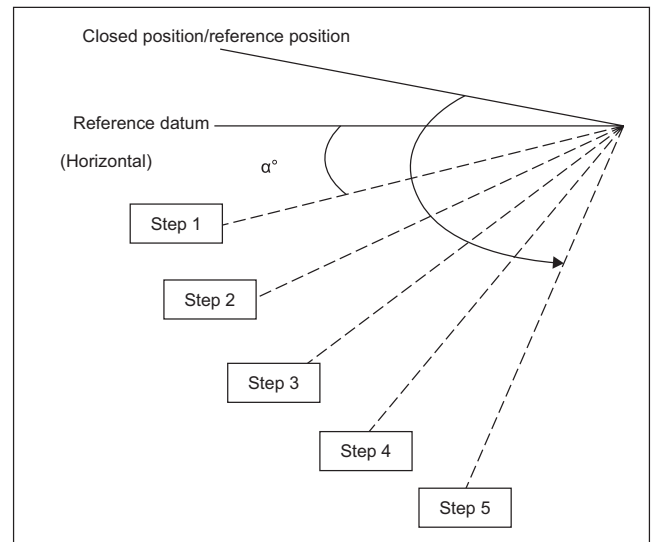 Closed position/reference position
Reference datum
(Horizontal)
α°
Step 1
Step 2
Step 3
Step 4
Step 5